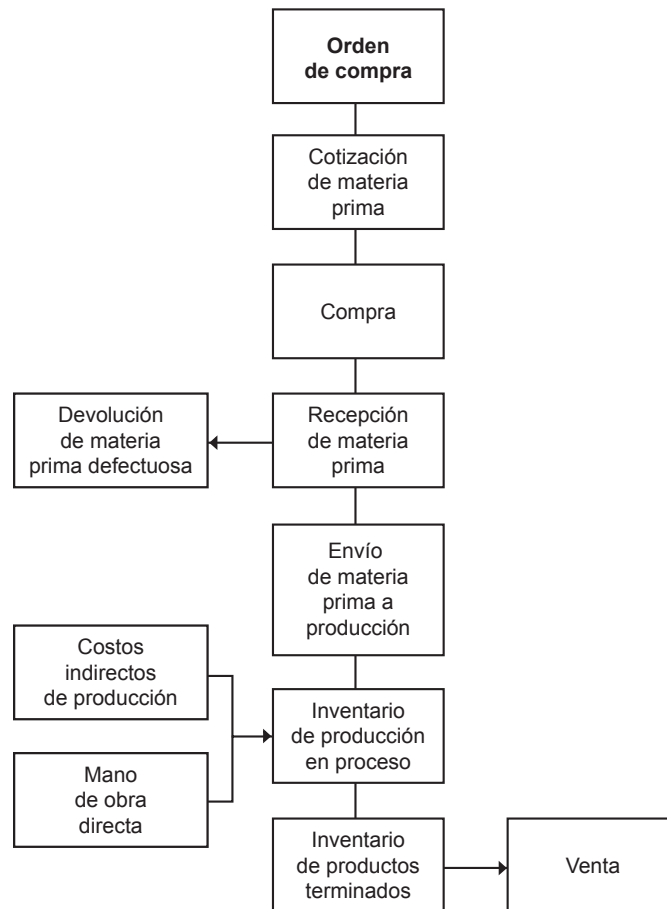 Orden
de compra
Cotización
de materia
prima
Compra
Devolución
de materia
prima defectuosa
Recepción
de materia
prima
Envío
de materia
prima a
producción
Costos
indirectos
de producción
Inventario
de producción
en proceso
Mano
de obra
directa
Inventario
de productos
terminados
Venta